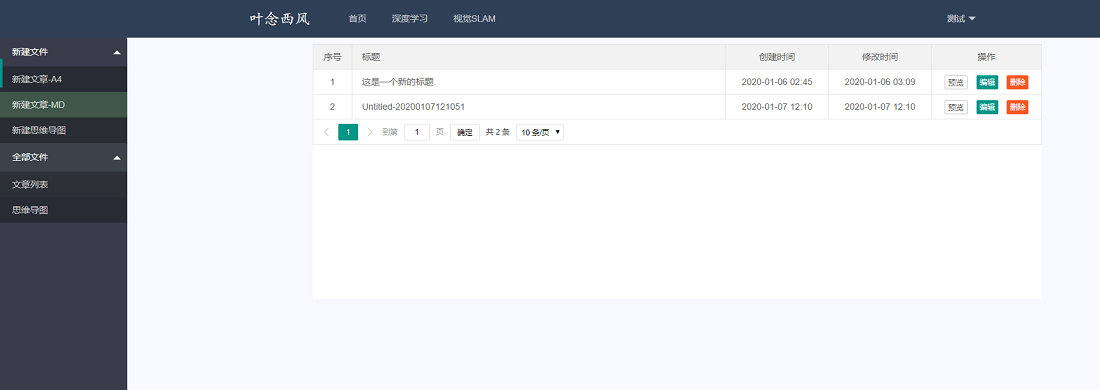 叶念西风 首页 深度学习 视觉SLAM 测试
新建文件
新建文章-A4
新建文章-MD
新建思维导图
全部文件
文章列表
思维导图
序号 标题 创建时间 修改时间 操作
1 这是一个新的标题. 2020-01-06 02:45 2020-01-06 03:09 预览 编辑 删除
2 Untitled-20200107121051 2020-01-07 12:10 2020-01-07 12:10 预览 编辑 删除
1 到第 1 页 确定 共 2 条 10 条/页